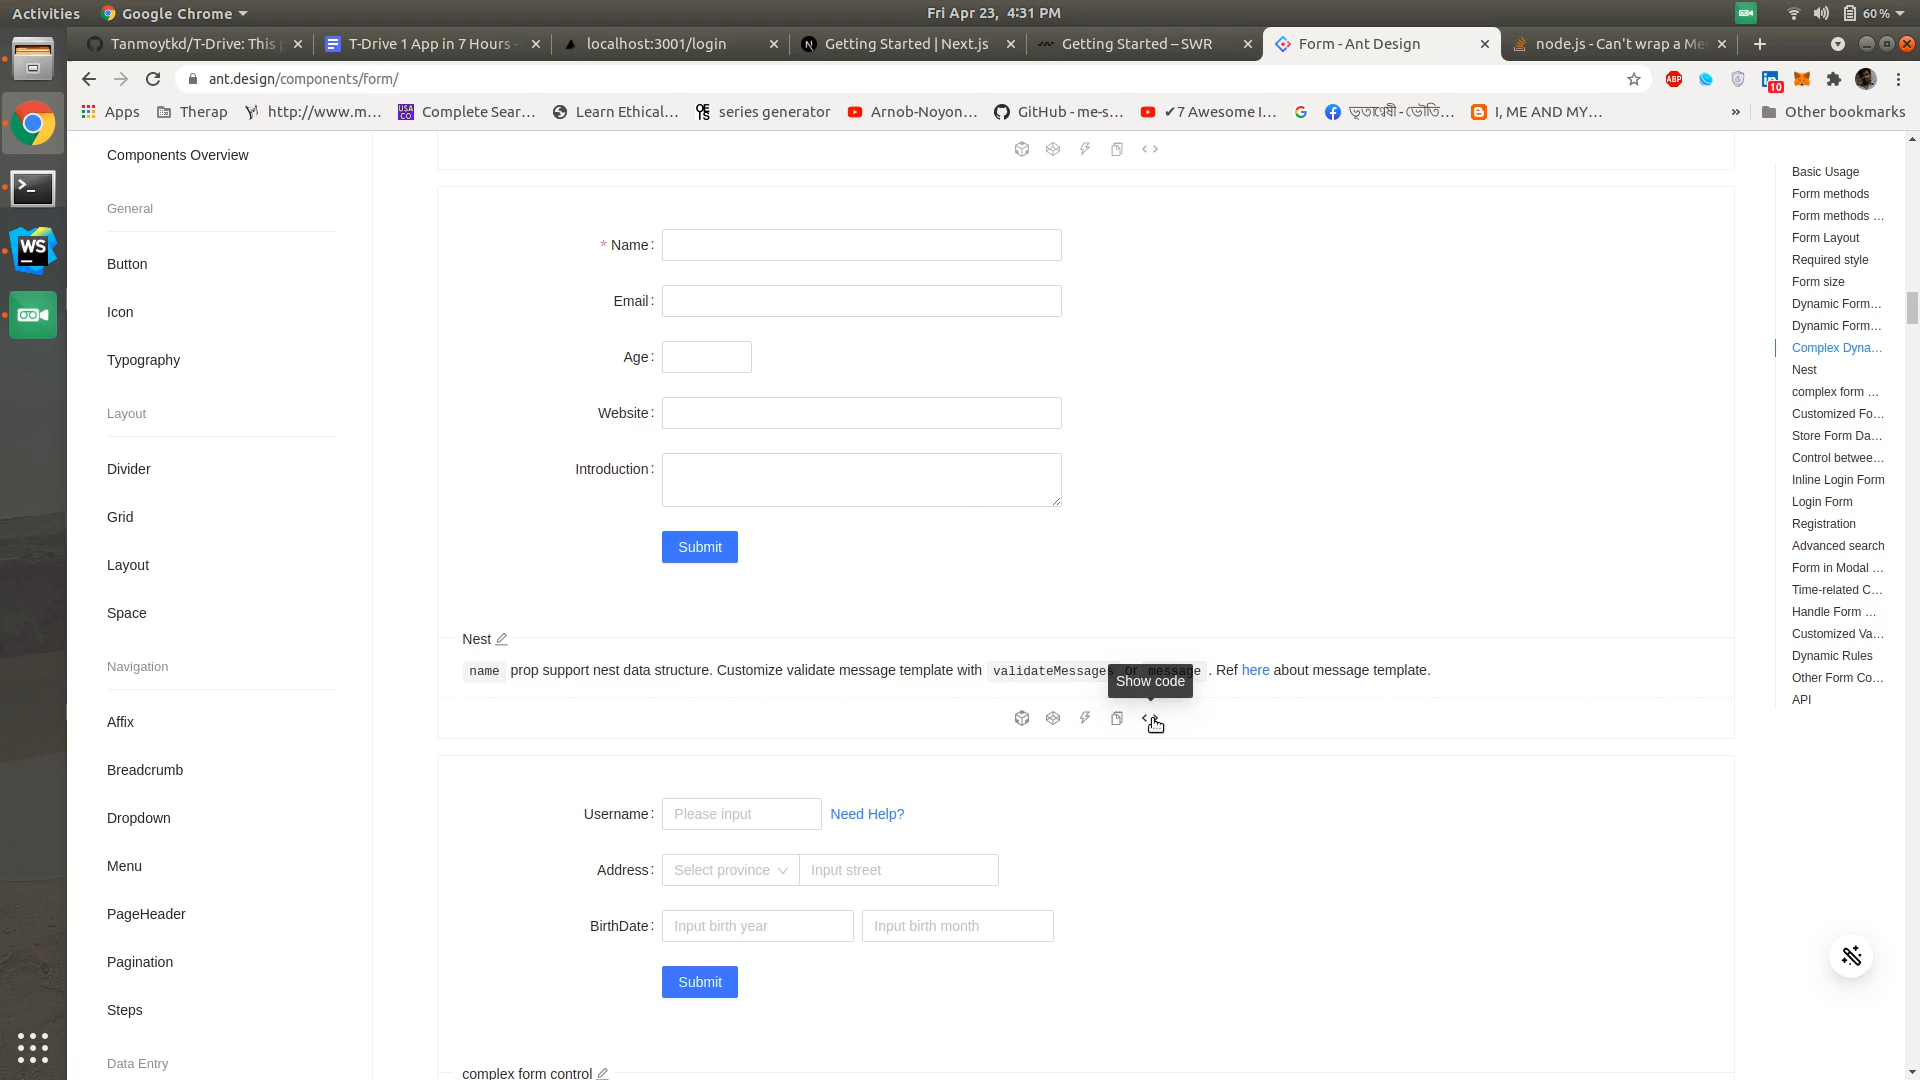 Activities Google Chrome Fri Apr 23, 4:31 PM 60 %
Tanmoytkd/T-Drive: This p T-Drive 1 App in 7 Hours - localhost:3001/login Getting Started | Next.js Getting Started – SWR Form - Ant Design node.js - Can't wrap a Me
ant.design/components/form/ ABP 10
Apps Therap http://www.m... Complete Sear... Learn Ethical... series generator Arnob-Noyon... GitHub - me-s... ✔7 Awesome I... I, ME AND MY... » Other bookmarks
Components Overview
General
Button
Icon
Typography
Layout
Divider
Grid
Layout
Space
Navigation
Affix
Breadcrumb
Dropdown
Menu
PageHeader
Pagination
Steps
Data Entry
* Name:
Email:
Age:
Website:
Introduction:
Submit
Nest
name prop support nest data structure. Customize validate message template with validateMessages or message . Ref here about message template.
Show code
Username: Please input Need Help?
Address: Select province Input street
BirthDate: Input birth year Input birth month
Submit
complex form control
Basic Usage
Form methods
Form methods ...
Form Layout
Required style
Form size
Dynamic Form...
Dynamic Form...
Complex Dyna...
Nest
complex form ...
Customized Fo...
Store Form Da...
Control betwee...
Inline Login Form
Login Form
Registration
Advanced search
Form in Modal ...
Time-related C...
Handle Form ...
Customized Va...
Dynamic Rules
Other Form Co...
API
WS